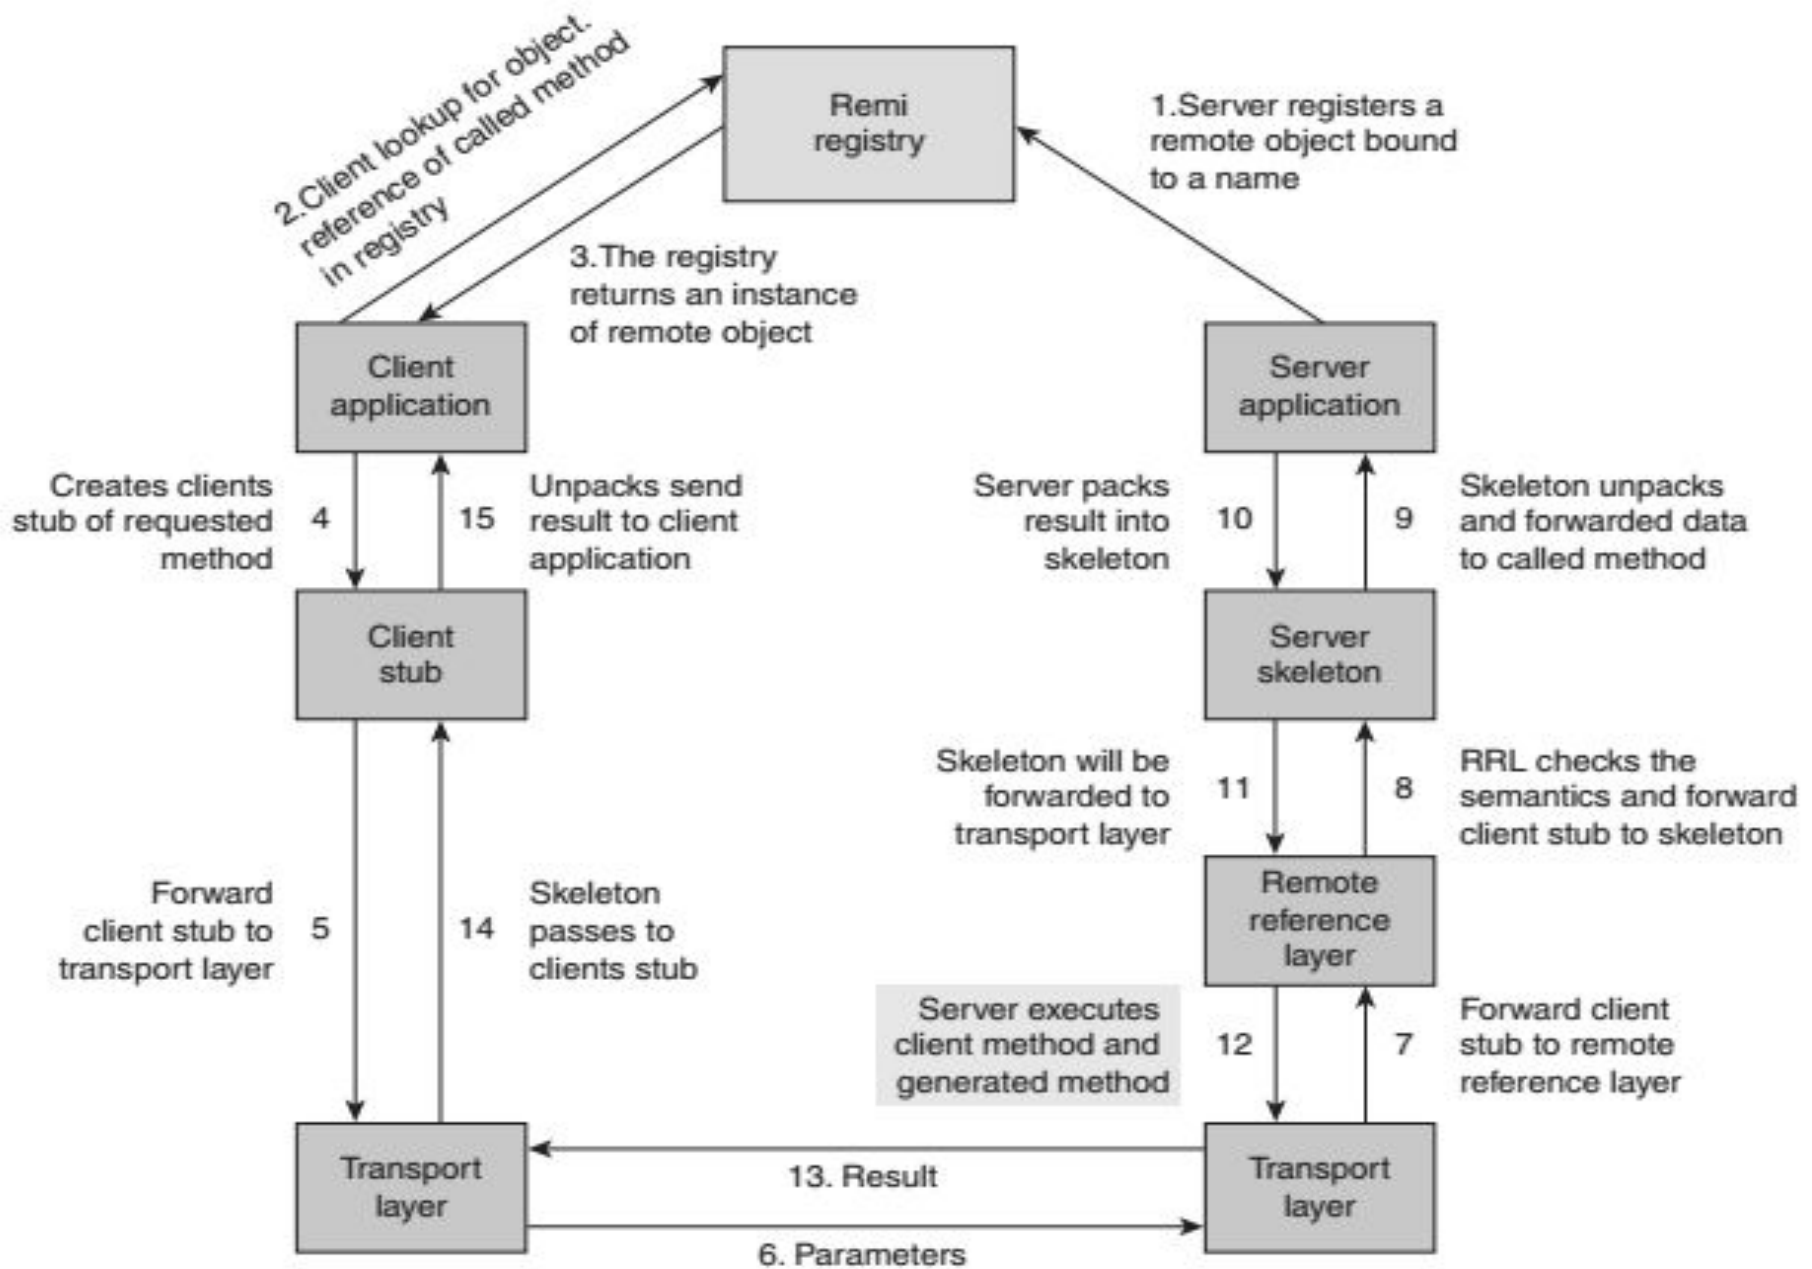 2.Client lookup for object.
reference of called method
in registry
Remi
registry
1.Server registers a
remote object bound
to a name
3.The registry
returns an instance
of remote object
Client
application
Server
application
Creates clients
stub of requested
method
4
15
Unpacks send
result to client
application
Server packs
result into
skeleton
10
9
Skeleton unpacks
and forwarded data
to called method
Client
stub
Server
skeleton
Skeleton will be
forwarded to
transport layer
11
8
RRL checks the
semantics and forward
client stub to skeleton
Forward
client stub to
transport layer
5
14
Skeleton
passes to
clients stub
Remote
reference
layer
Server executes
client method and
generated method
12
7
Forward client
stub to remote
reference layer
Transport
layer
13. Result
6. Parameters
Transport
layer